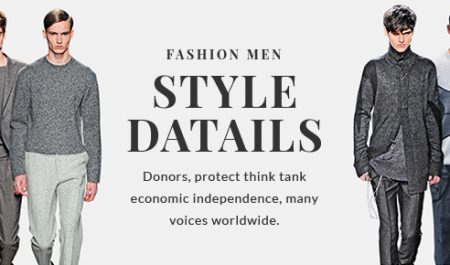 FASHION MEN
STYLE
DATAILS
Donors, protect think tank
economic independence, many
voices worldwide.